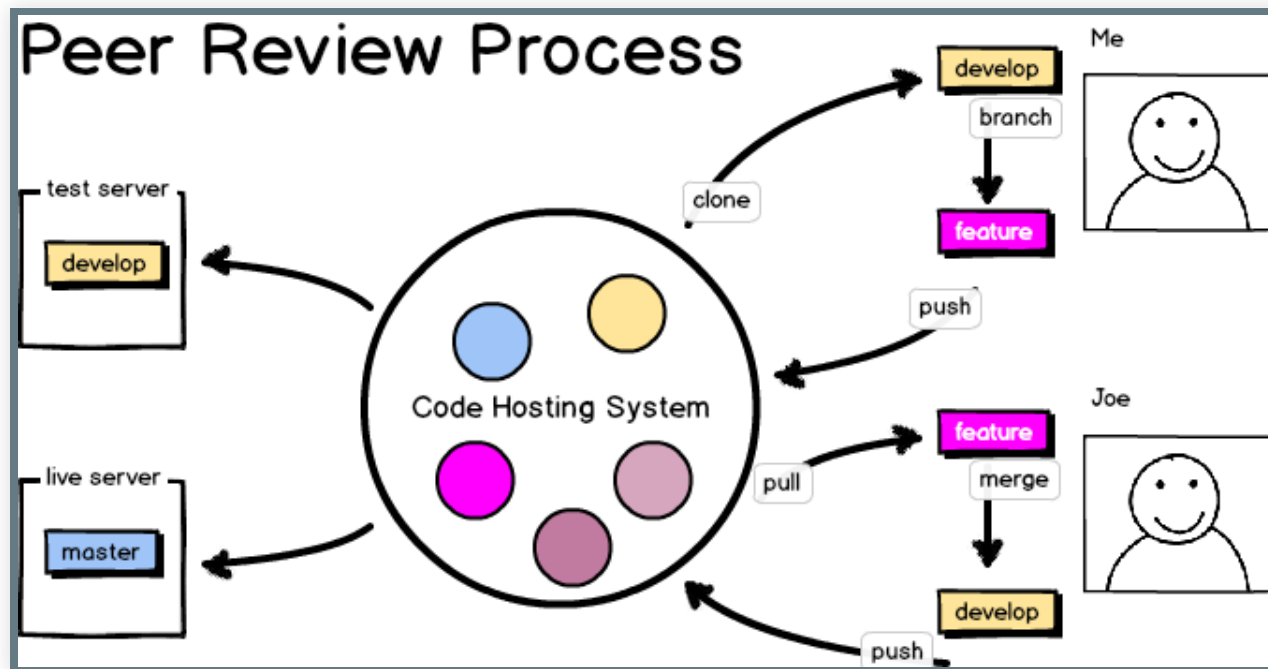 Peer Review Process
Me
develop
branch
clone
feature
push
test server
develop
Code Hosting System
Joe
feature
pull
merge
live server
master
develop
push